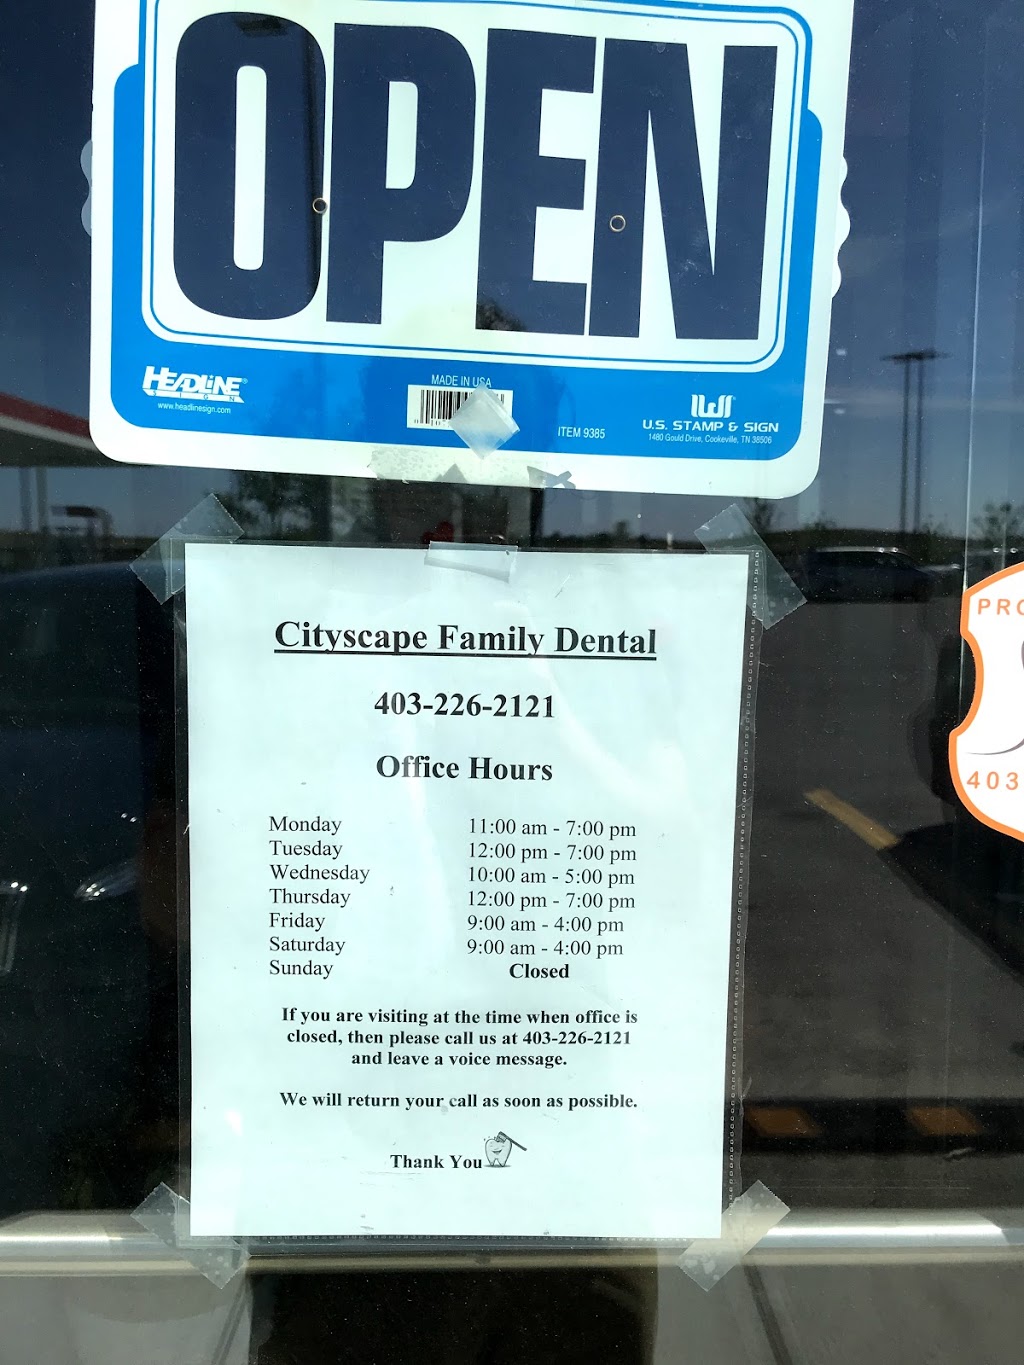 OPEN
HEADLINE®
SIGN
www.headlinesign.com
MADE IN USA
ITEM 9385
U.S. STAMP & SIGN
1480 Gould Drive, Cookeville, TN 38506
Cityscape Family Dental
403-226-2121
Office Hours
Monday 11:00 am - 7:00 pm
Tuesday 12:00 pm - 7:00 pm
Wednesday 10:00 am - 5:00 pm
Thursday 12:00 pm - 7:00 pm
Friday 9:00 am - 4:00 pm
Saturday 9:00 am - 4:00 pm
Sunday Closed
If you are visiting at the time when office is
closed, then please call us at 403-226-2121
and leave a voice message.
We will return your call as soon as possible.
Thank You
PRO
403